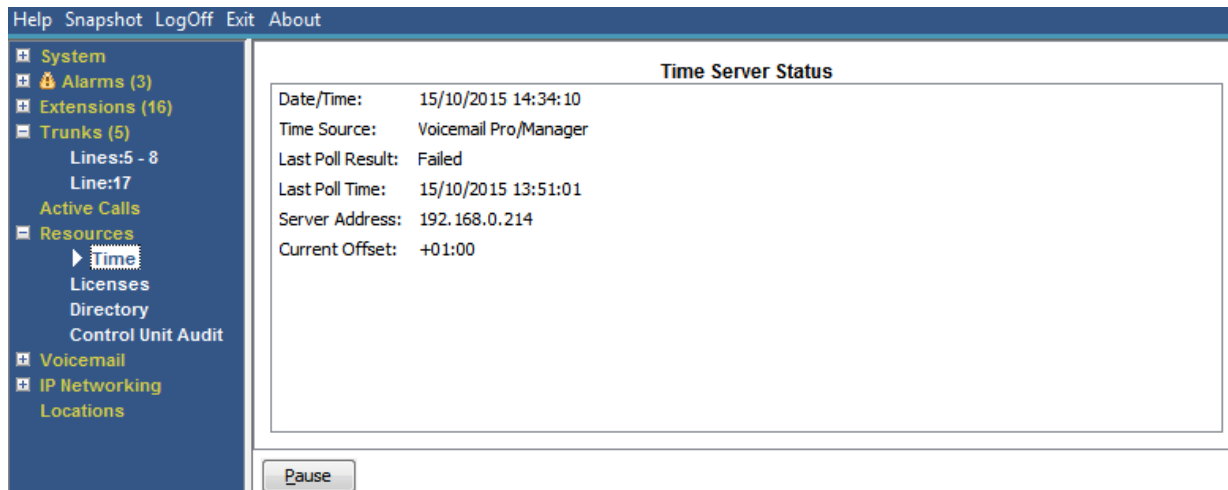 Help Snapshot LogOff Exit About
System
Alarms (3)
Extensions (16)
Trunks (5)
Lines:5 - 8
Line:17
Active Calls
Resources
Time
Licenses
Directory
Control Unit Audit
Voicemail
IP Networking
Locations
Time Server Status
Date/Time: 15/10/2015 14:34:10
Time Source: Voicemail Pro/Manager
Last Poll Result: Failed
Last Poll Time: 15/10/2015 13:51:01
Server Address: 192.168.0.214
Current Offset: +01:00
Pause